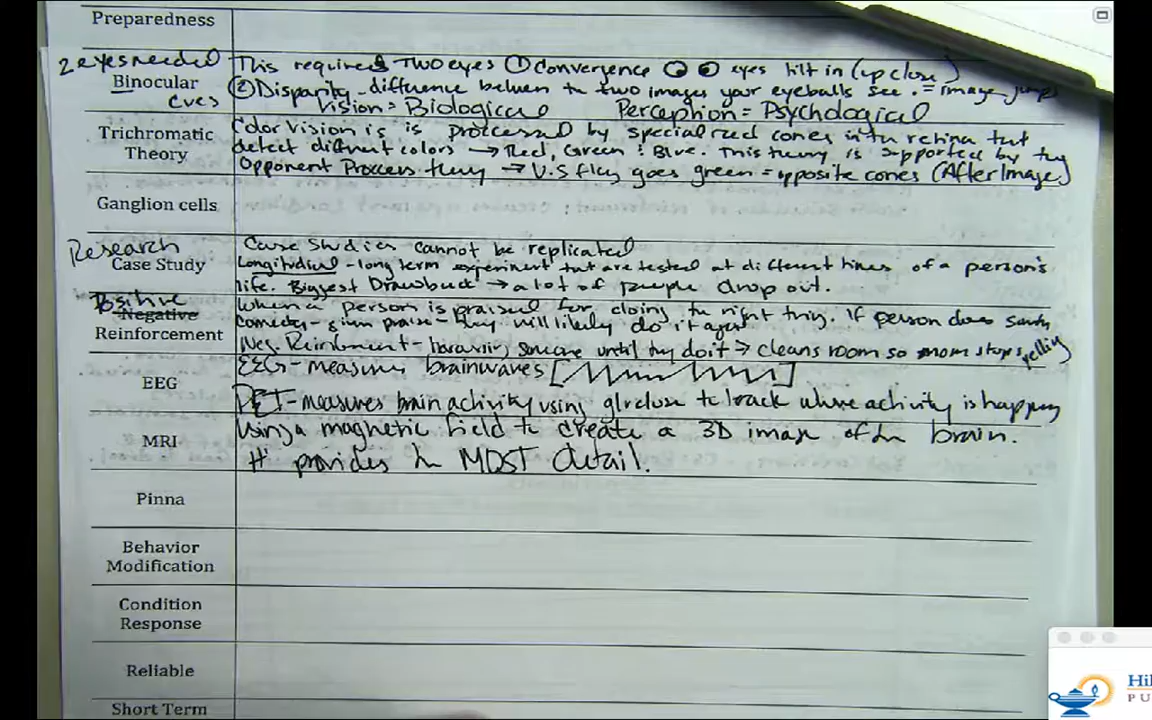 Preparedness
2 eyes needed
Binocular
Cues
This requires Two eyes ① Convergence eyes tilt in (up close)
② Disparity - difference between the two images your eyeballs see . = image jumps
Vision = Biological Perception = Psychological
Trichromatic
Theory
Color Vision is is processed by specialized cones in the retina that
detect different colors → Red, Green & Blue. This theory is supported by the
Opponent Process theory → U.S flag goes green = opposite cones (After Image)
Ganglion cells
Research
Case Study
Case Studies cannot be replicated
Longitudinal - long term experiment that are tested at different times of a person's
life. Biggest Drawback → a lot of people drop out.
Positive
Negative
Reinforcement
When a person is praised for doing the right thing. If person does something
comedy - given praise - they will likely do it again
Neg. Reinforcement - harassing someone until they do it → cleans room so mom stops yelling
EEG
EEG - measures brainwaves
PET - measures brain activity using glucose to track where activity is happening
MRI
Using a magnetic field to create a 3D image of the brain.
It provides the MOST detail.
Pinna
Behavior
Modification
Condition
Response
Reliable
Short Term
Hil
PU